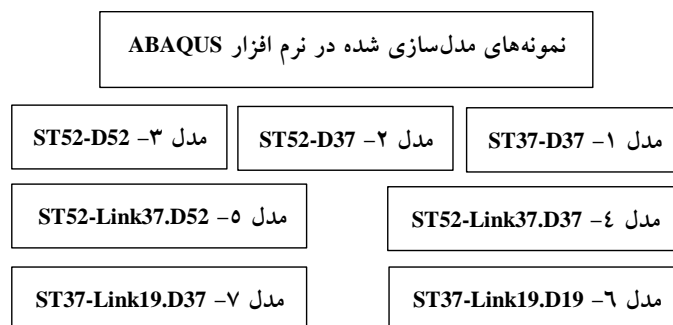 نمونه‌های مدل‌سازی شده در نرم افزار ABAQUS
مدل ۱– ST37-D37
مدل ۲– ST52-D37
مدل ۳– ST52-D52
مدل ٤– ST52-Link37.D37
مدل ٥– ST52-Link37.D52
مدل ٦– ST37-Link19.D19
مدل ۷– ST37-Link19.D37